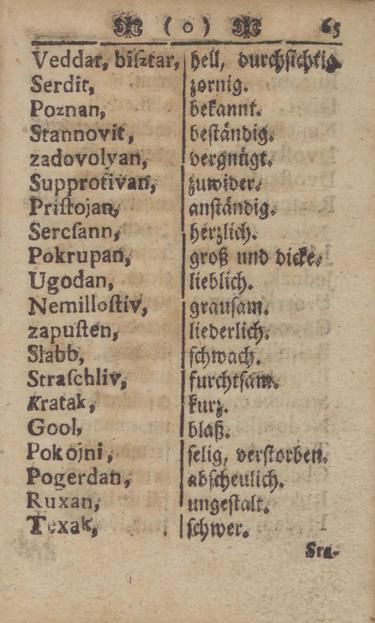 ( o ) 65
Veddar, bisztar, hell, durchsichtig.
Serdit, zornig.
Poznan, bekannt.
Stannovit, beständig.
zadovolyan, vergnügt.
Supprotivan, zuwider.
Priſtojan, anständig.
Sercſann, herzlich.
Pokrupan, groß und dicke.
Ugodan, lieblich.
Nemilloſtiv, grausam.
zapuſten, liederlich.
Slabb, schwach.
Straſchliv, furchtsam.
Kratak, kurz.
Gool, blaß.
Pokojni, selig, verstorben.
Pogerdan, abscheulich.
Ruxan, ungestalt.
Texak, schwer.
Sra-